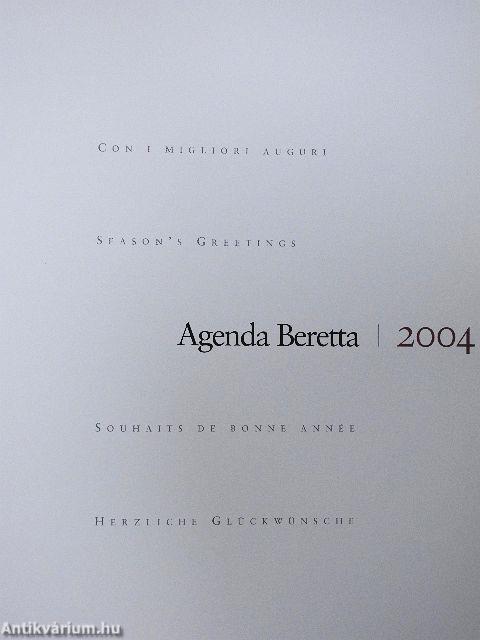 Con i migliori auguri
Season's Greetings
Agenda Beretta | 2004
Souhaits de bonne année
Herzliche Glückwünsche
Antikvárium.hu